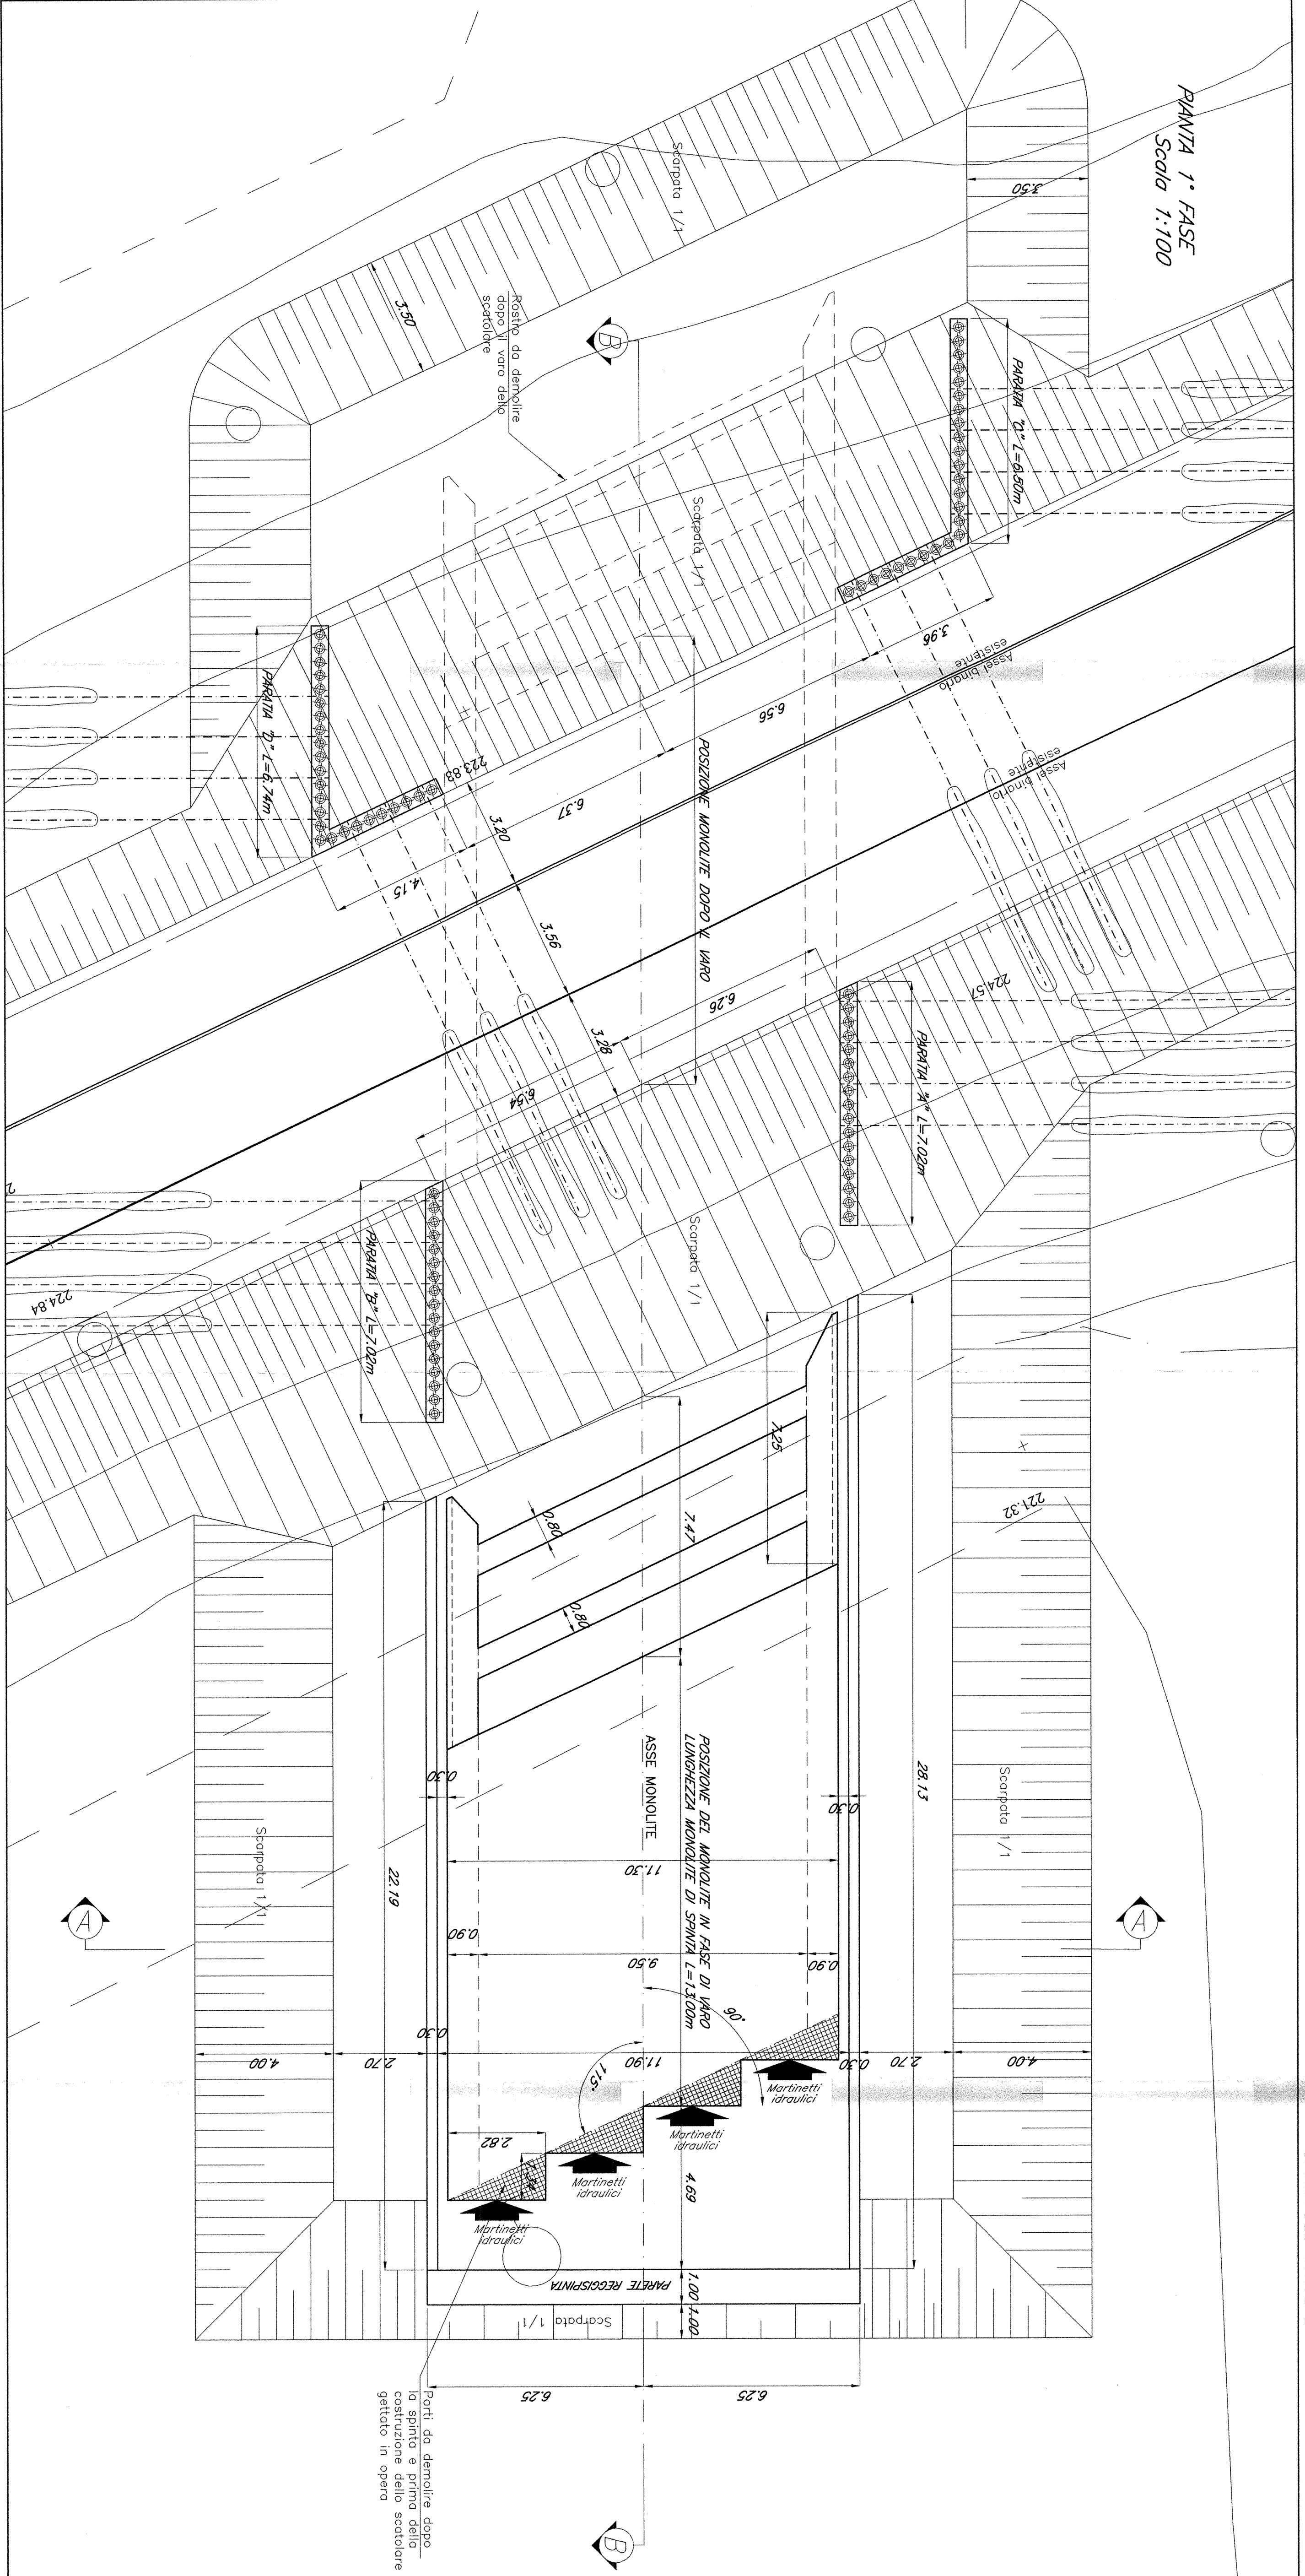 PIANTA 1° FASE
Scala 1:100
3.50
Scarpata 1/1
3.50
Rostro da demolire
dopo il varo dello
scatolare
B
PARATIA "C" L=6.50m
Scarpata 1/1
3.96
Assel binario
esistente
Assel binario
esistente
6.56
PARATIA "D" L=6.74m
223.83
6.37
3.20
4.15
3.56
POSIZIONE MONOLITE DOPO IL VARO
6.26
3.28
6.54
224.57
PARATIA "A" L=7.02m
PARATIA "B" L=7.02m
224.84
Scarpata 1/1
7.25
7.47
0.80
0.80
221.32
ASSE MONOLITE
POSIZIONE DEL MONOLITE IN FASE DI VARO
LUNGHEZZA MONOLITE DI SPINTA L=13.00m
28.13
Scarpata 1/1
0.30
0.30
22.19
Scarpata 1/1
11.30
A
A
0.90
9.50
0.90
90°
115°
4.00
2.70
0.30
11.90
0.30
2.70
4.00
Martinetti
idraulici
Martinetti
idraulici
Martinetti
idraulici
Martinetti
idraulici
2.82
4.69
PARETE REGGISPINTA
1.00
1.00
Scarpata 1/1
6.25
6.25
Parti da demolire dopo
la spinta e prima della
costruzione dello scatolare
gettato in opera
B